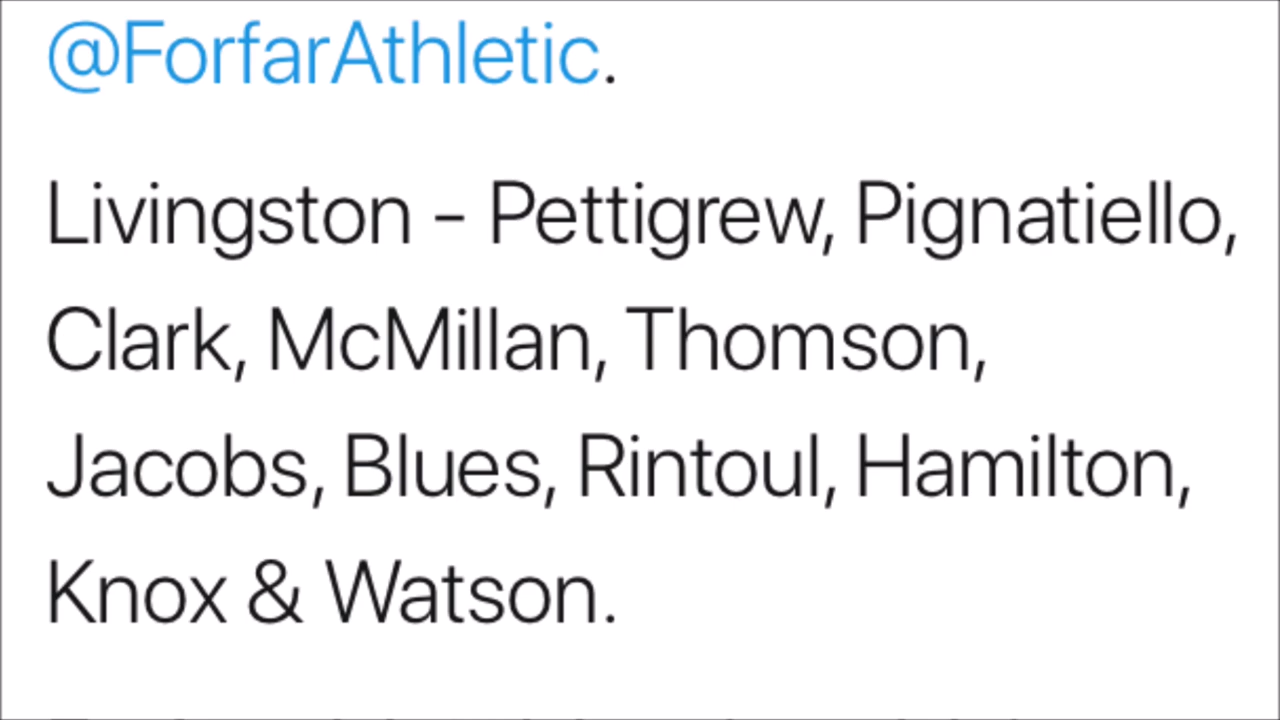 @ForfarAthletic.
Livingston - Pettigrew, Pignatiello,
Clark, McMillan, Thomson,
Jacobs, Blues, Rintoul, Hamilton,
Knox & Watson.